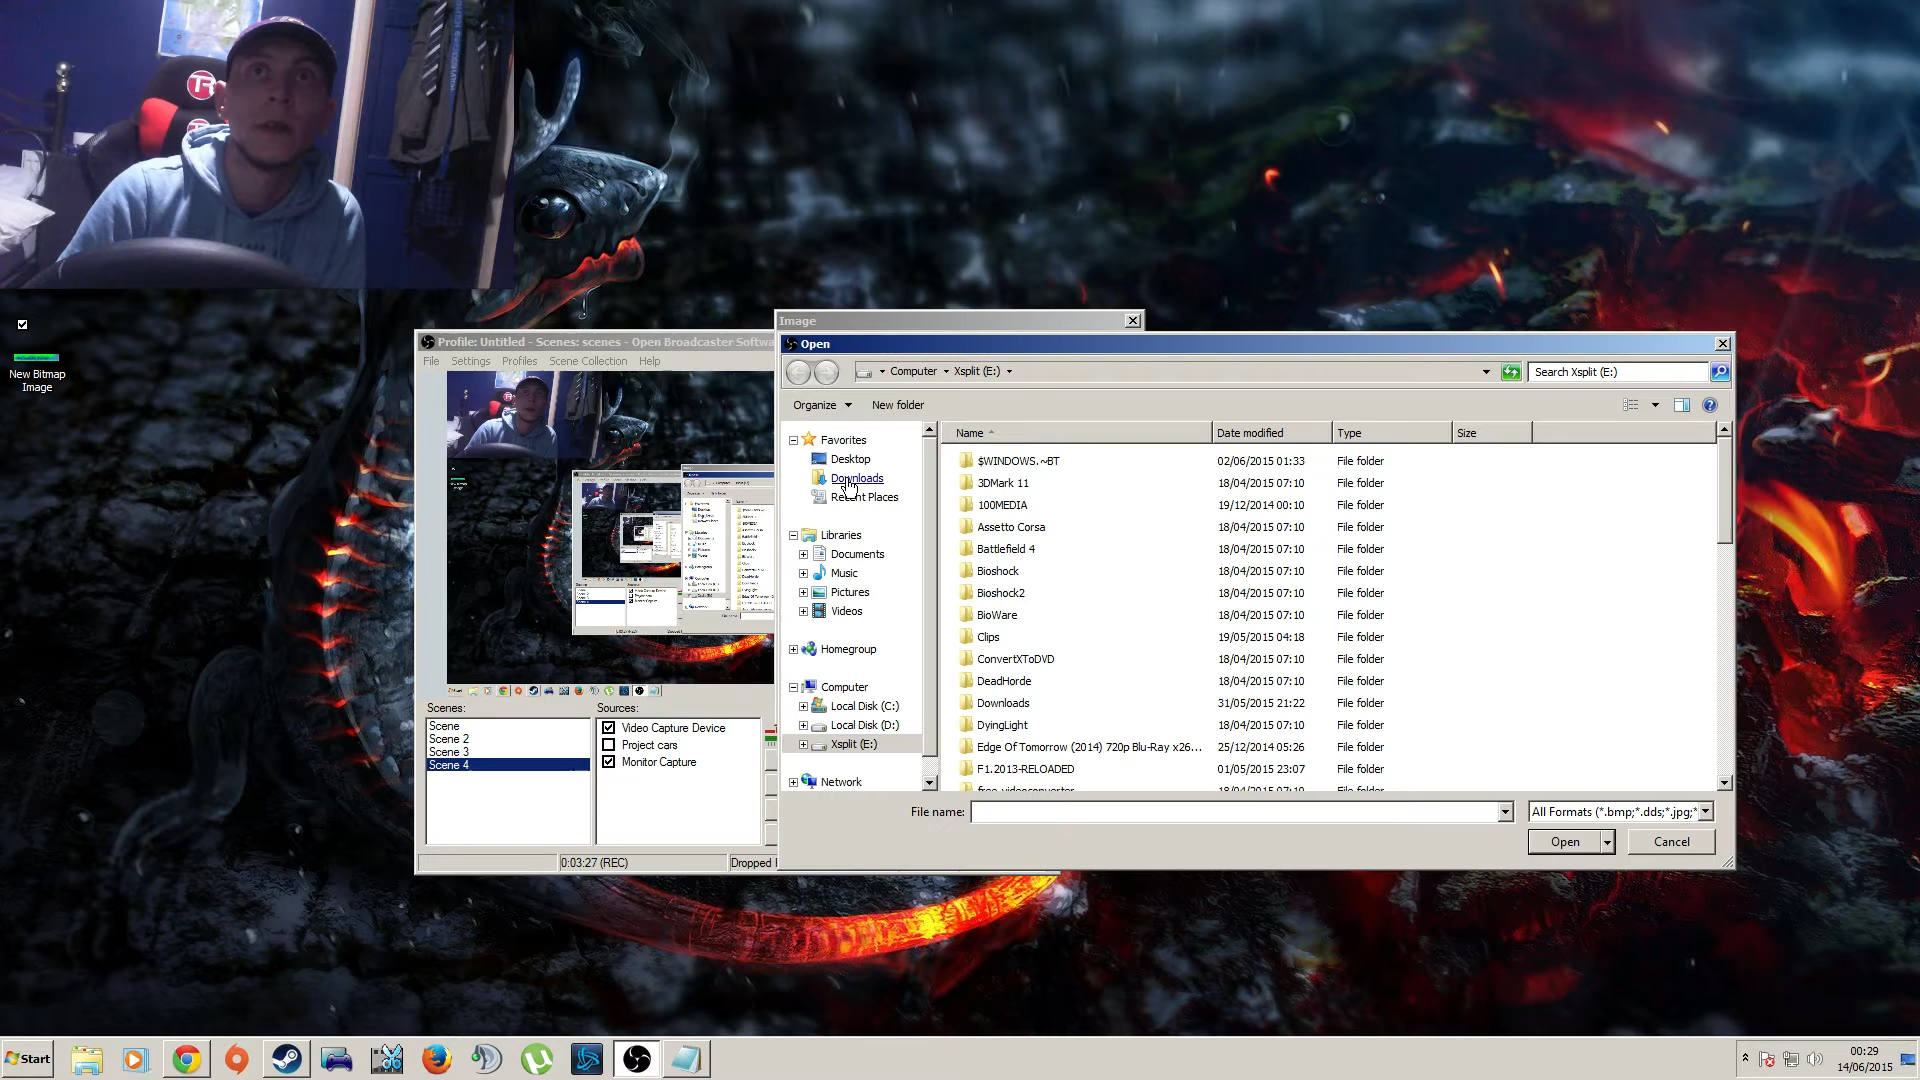 New Bitmap
Image
Image
Profile: Untitled - Scenes: scenes - Open Broadcaster Softwa
File Settings Profiles Scene Collection Help
Open
Computer Xsplit (E:)
Search Xsplit (E:)
Organize New folder
Favorites
Desktop
Downloads
Recent Places
Libraries
Documents
Music
Pictures
Videos
Homegroup
Computer
Local Disk (C:)
Local Disk (D:)
Xsplit (E:)
Network
Name Date modified Type Size
$WINDOWS.~BT 02/06/2015 01:33 File folder
3DMark 11 18/04/2015 07:10 File folder
100MEDIA 19/12/2014 00:10 File folder
Assetto Corsa 18/04/2015 07:10 File folder
Battlefield 4 18/04/2015 07:10 File folder
Bioshock 18/04/2015 07:10 File folder
Bioshock2 18/04/2015 07:10 File folder
BioWare 18/04/2015 07:10 File folder
Clips 19/05/2015 04:18 File folder
ConvertXToDVD 18/04/2015 07:10 File folder
DeadHorde 18/04/2015 07:10 File folder
Downloads 31/05/2015 21:22 File folder
DyingLight 18/04/2015 07:10 File folder
Edge Of Tomorrow (2014) 720p Blu-Ray x26... 25/12/2014 05:26 File folder
F1.2013-RELOADED 01/05/2015 23:07 File folder
File name:
All Formats (*.bmp;*.dds;*.jpg;*
Open Cancel
Scenes:
Scene
Scene 2
Scene 3
Scene 4
Sources:
Video Capture Device
Project cars
Monitor Capture
0:03:27 (REC)
Dropped
Start
00:29
14/06/2015